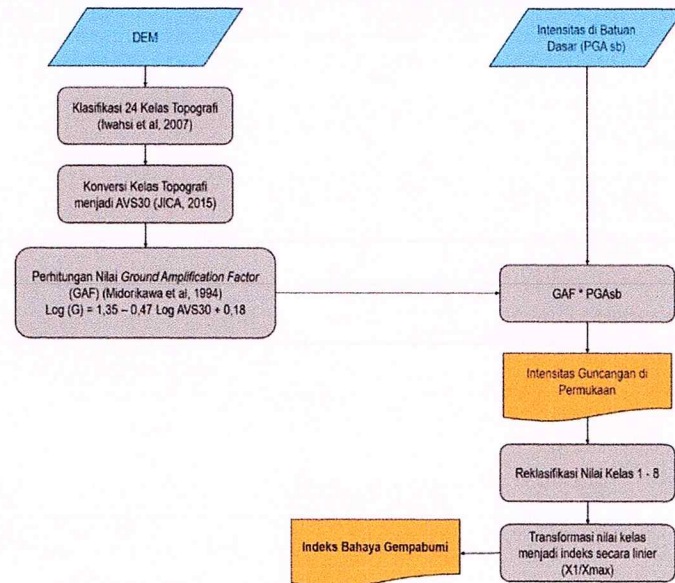 DEM
Klasifikasi 24 Kelas Topografi
(Iwahsi et al, 2007)
Konversi Kelas Topografi
menjadi AVS30 (JICA, 2015)
Perhitungan Nilai Ground Amplification Factor
(GAF) (Midorikawa et al, 1994)
Log (G) = 1,35 – 0,47 Log AVS30 + 0,18
Intensitas di Batuan
Dasar (PGA sb)
GAF * PGAsb
Intensitas Guncangan di
Permukaan
Reklasifikasi Nilai Kelas 1 - 8
Transformasi nilai kelas
menjadi indeks secara linier
(X1/Xmax)
Indeks Bahaya Gempabumi